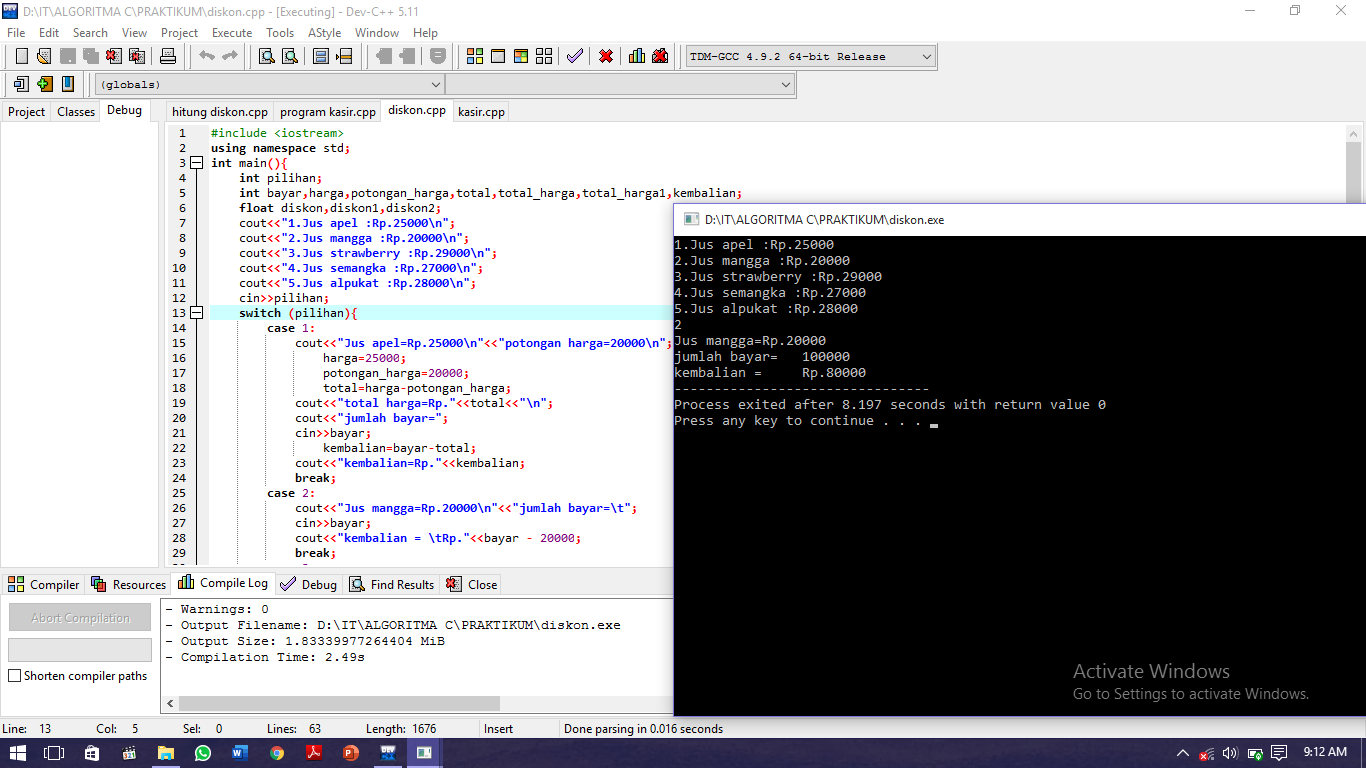 D:\IT\ALGORITMA C\PRAKTIKUM\diskon.cpp - [Executing] - Dev-C++ 5.11
File Edit Search View Project Execute Tools AStyle Window Help
TDM-GCC 4.9.2 64-bit Release
(globals)
Project Classes Debug
hitung diskon.cpp program kasir.cpp diskon.cpp kasir.cpp
1 #include <iostream>
2 using namespace std;
3 int main(){
4 int pilihan;
5 int bayar,harga,potongan_harga,total,total_harga,total_harga1,kembalian;
6 float diskon,diskon1,diskon2;
7 cout<<"1.Jus apel :Rp.25000\n";
8 cout<<"2.Jus mangga :Rp.20000\n";
9 cout<<"3.Jus strawberry :Rp.29000\n";
10 cout<<"4.Jus semangka :Rp.27000\n";
11 cout<<"5.Jus alpukat :Rp.28000\n";
12 cin>>pilihan;
13 switch (pilihan){
14 case 1:
15 cout<<"Jus apel=Rp.25000\n"<<"potongan harga=20000\n";
16 harga=25000;
17 potongan_harga=20000;
18 total=harga-potongan_harga;
19 cout<<"total harga=Rp."<<total<<"\n";
20 cout<<"jumlah bayar=";
21 cin>>bayar;
22 kembalian=bayar-total;
23 cout<<"kembalian=Rp."<<kembalian;
24 break;
25 case 2:
26 cout<<"Jus mangga=Rp.20000\n"<<"jumlah bayar=\t";
27 cin>>bayar;
28 cout<<"kembalian = \tRp."<<bayar - 20000;
29 break;
D:\IT\ALGORITMA C\PRAKTIKUM\diskon.exe
1.Jus apel :Rp.25000
2.Jus mangga :Rp.20000
3.Jus strawberry :Rp.29000
4.Jus semangka :Rp.27000
5.Jus alpukat :Rp.28000
2
Jus mangga=Rp.20000
jumlah bayar= 100000
kembalian = Rp.80000
--------------------------------
Process exited after 8.197 seconds with return value 0
Press any key to continue . . .
Compiler Resources Compile Log Debug Find Results Close
Abort Compilation
Shorten compiler paths
- Warnings: 0
- Output Filename: D:\IT\ALGORITMA C\PRAKTIKUM\diskon.exe
- Output Size: 1.83339977264404 MiB
- Compilation Time: 2.49s
Activate Windows
Go to Settings to activate Windows.
Line: 13 Col: 5 Sel: 0 Lines: 63 Length: 1676 Insert Done parsing in 0.016 seconds
9:12 AM